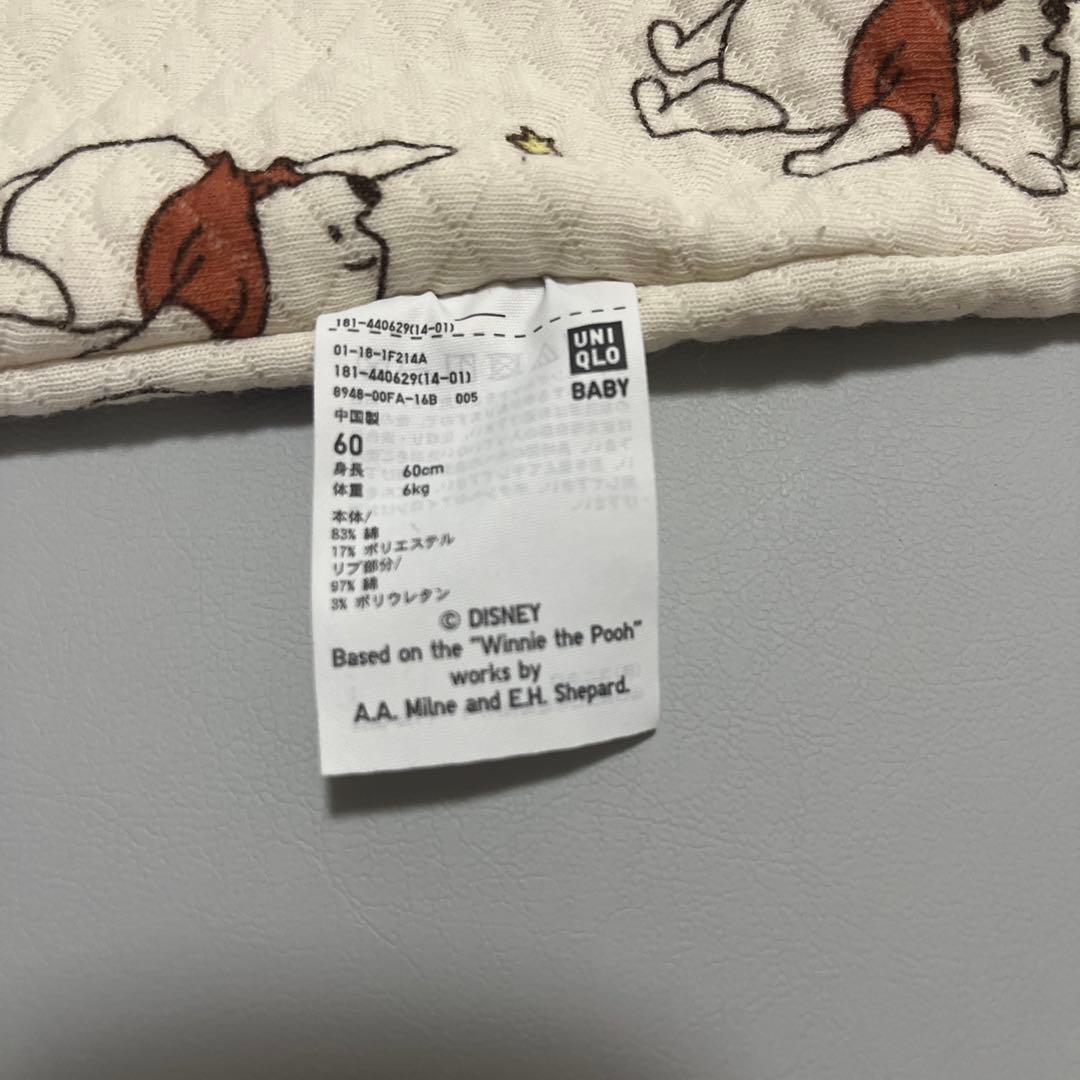 181-440629(14-01)
UNI
QLO
BABY
01-18-1F214A
181-440629(14-01)
8948-00FA-16B 005
中国製
60
身長 60cm
体重 6kg
本体/
83% 綿
17% ポリエステル
リブ部分/
97% 綿
3% ポリウレタン
© DISNEY
Based on the "Winnie the Pooh"
works by
A.A. Milne and E.H. Shepard.